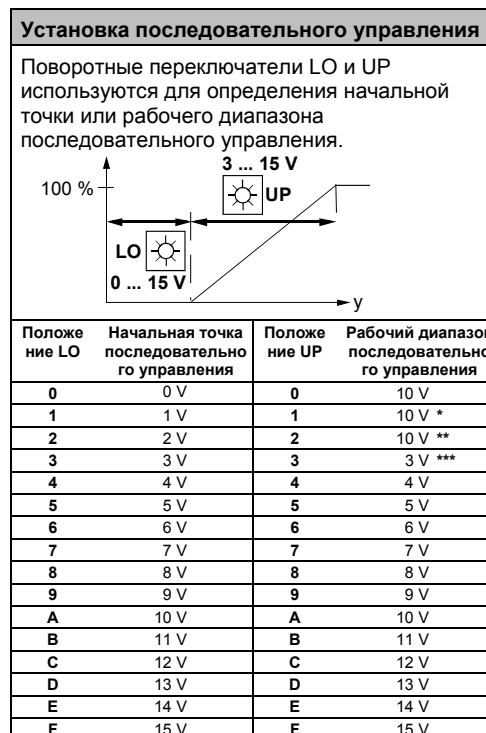 Установка последовательного управления
Поворотные переключатели LO и UP
используются для определения начальной
точки или рабочего диапазона
последовательного управления.
3 ... 15 V
100 %
UP
LO
0 ... 15 V
y
Положе Начальная точка Положе Рабочий диапазон
ние LO последовательно ние UP последовательно
го управления го управления
0 0 V 0 10 V
1 1 V 1 10 V *
2 2 V 2 10 V **
3 3 V 3 3 V ***
4 4 V 4 4 V
5 5 V 5 5 V
6 6 V 6 6 V
7 7 V 7 7 V
8 8 V 8 8 V
9 9 V 9 9 V
A 10 V A 10 V
B 11 V B 11 V
C 12 V C 12 V
D 13 V D 13 V
E 14 V E 14 V
F 15 V F 15 V